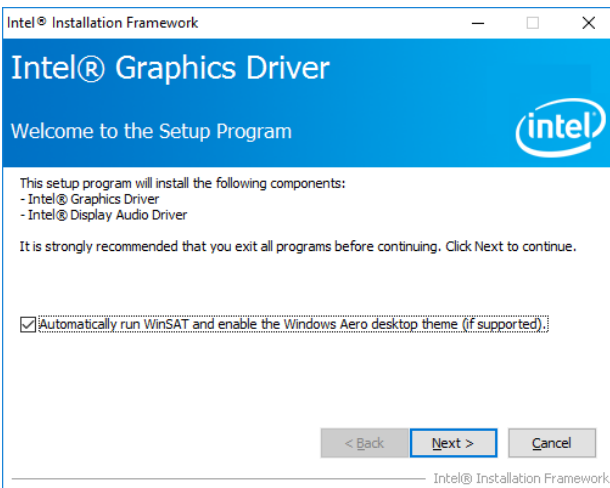 Intel® Installation Framework
Intel® Graphics Driver
Welcome to the Setup Program
intel
This setup program will install the following components:
- Intel® Graphics Driver
- Intel® Display Audio Driver
It is strongly recommended that you exit all programs before continuing. Click Next to continue.
Automatically run WinSAT and enable the Windows Aero desktop theme (if supported).
< Back Next > Cancel
Intel® Installation Framework